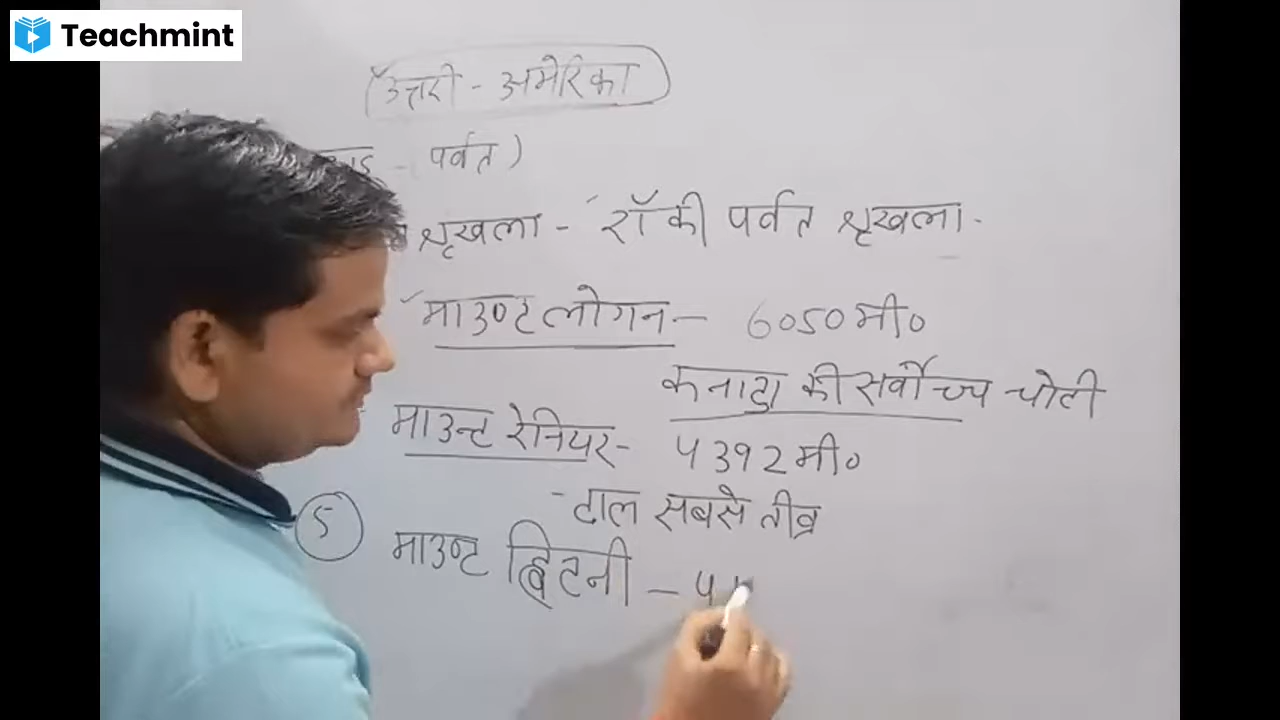 Teachmint
उत्तरी - अमेरिका
- पर्वत)
श्रृखला - रॉकी पर्वत श्रृखला -
माउण्ट लोगन - 6050 मी०
कनाडा की सर्वोच्च चोटी
माउन्ट रेनियर - 4392 मी०
- ढाल सबसे तीव्र
5 माउण्ट ह्विटनी - 4